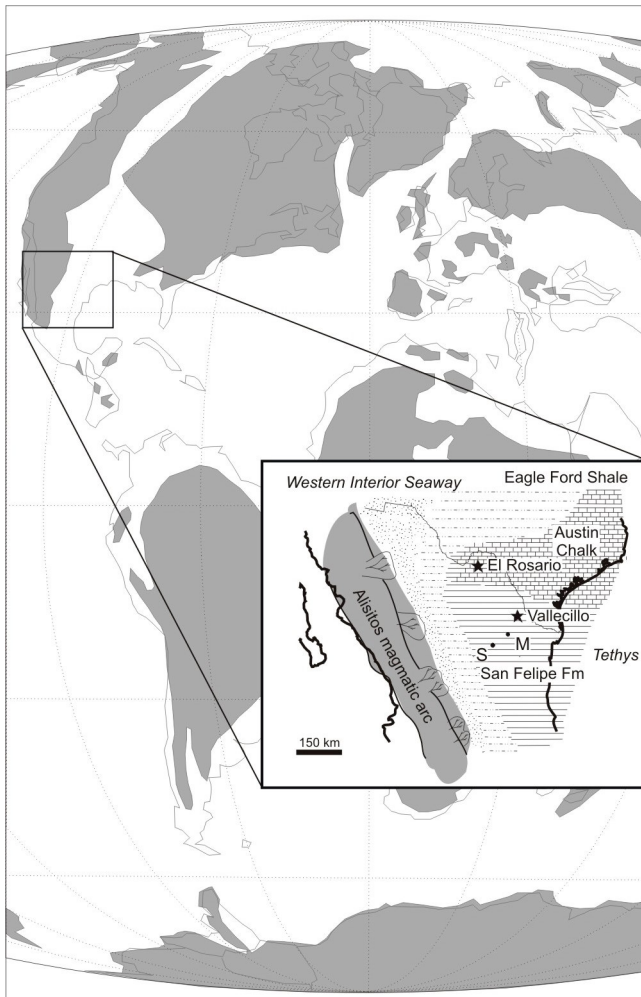 Western Interior Seaway
Eagle Ford Shale
Austin
Chalk
El Rosario
Alisitos magmatic arc
Vallecillo
M
S
Tethys
San Felipe Fm
150 km